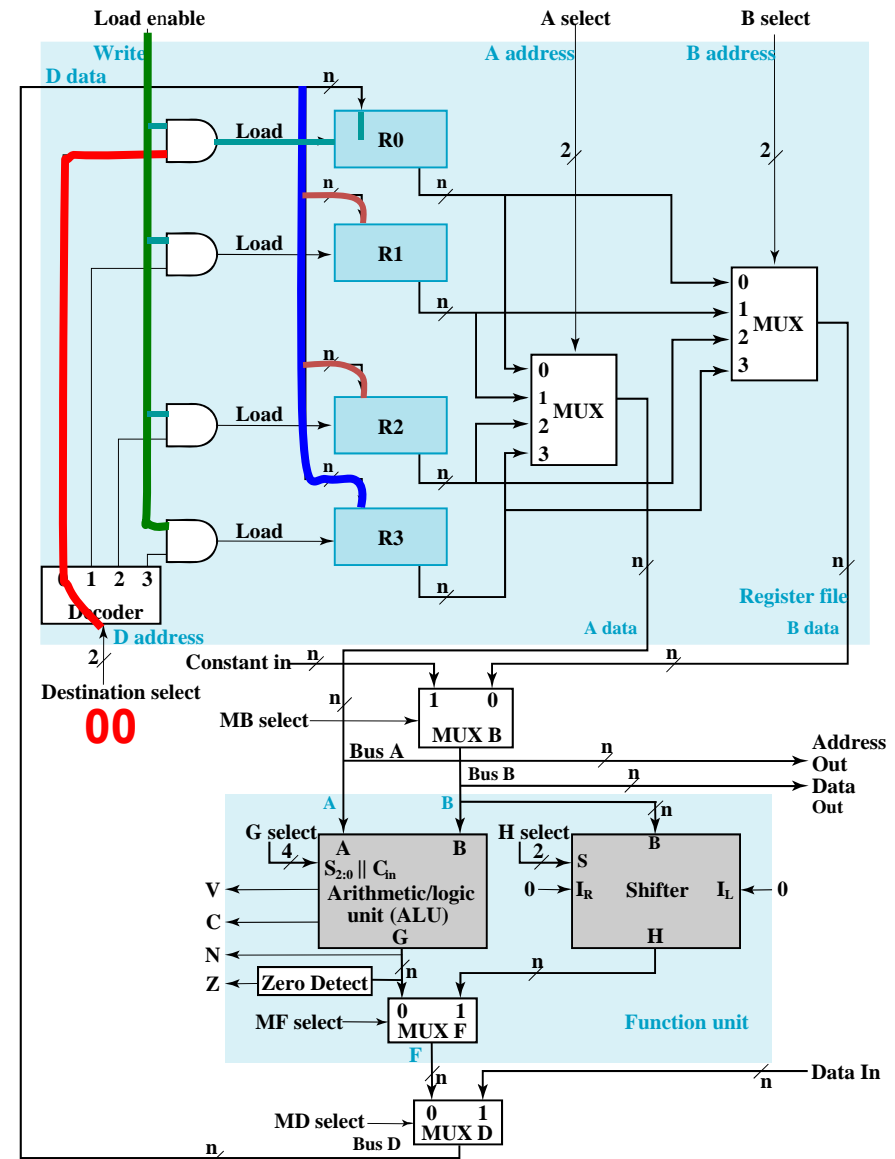 Load enable
A select
B select
Write
A address
B address
D data
n
Load
R0
2
2
n
n
n
Load
R1
0
1
2
3
MUX
n
n
0
1
2
3
MUX
Load
R2
n
n
Load
R3
n
n
n
0 1 2 3
Decoder
D address
Register file
A data
B data
2
Constant in
n
n
Destination select
00
n
1 0
MUX B
MB select
Bus A
n
Address
Out
Bus B
n
Data
Out
A
B
n
G select
4
H select
2
A
B
B
S2:0 || Cin
S
Arithmetic/logic
unit (ALU)
0
IR
Shifter
IL
0
V
C
G
H
N
n
n
Z
Zero Detect
0 1
MUX F
MF select
Function unit
F
n
n
Data In
0 1
MUX D
MD select
Bus D
n